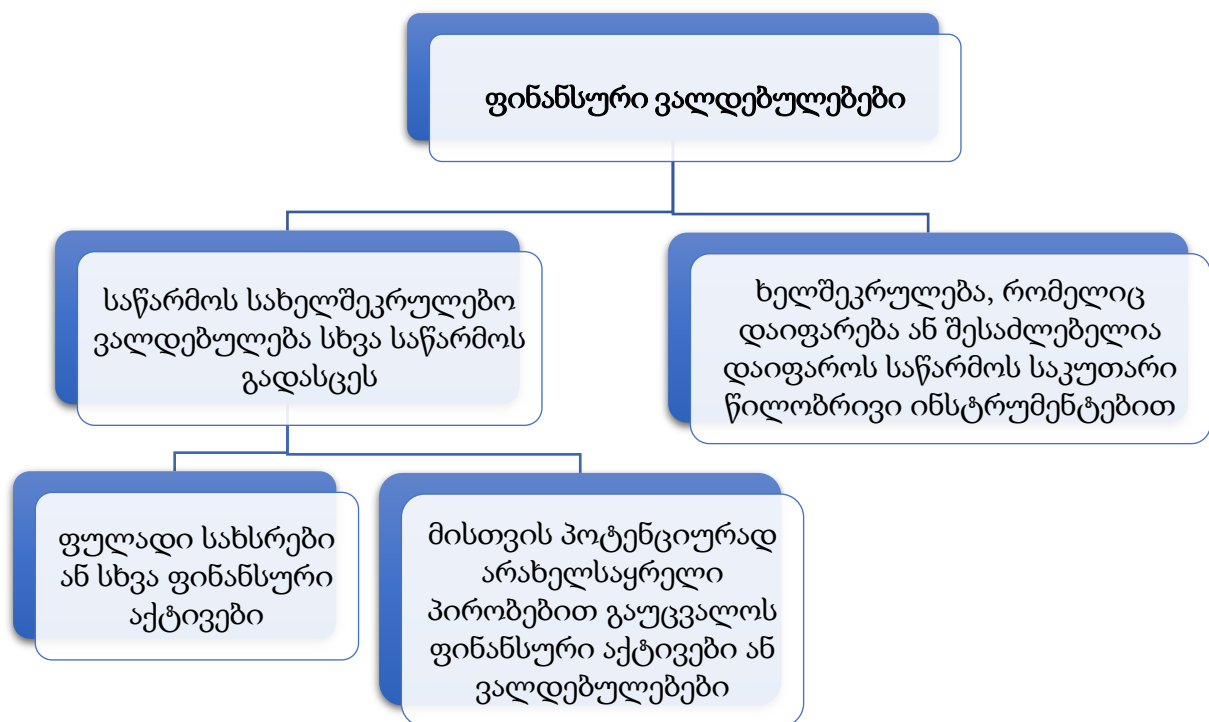 ფინანსური ვალდებულებები
საწარმოს სახელშეკრულებო
ვალდებულება სხვა საწარმოს
გადასცეს
ხელშეკრულება, რომელიც
დაიფარება ან შესაძლებელია
დაიფაროს საწარმოს საკუთარი
წილობრივი ინსტრუმენტებით
ფულადი სახსრები
ან სხვა ფინანსური
აქტივები
მისთვის პოტენციურად
არახელსაყრელი
პირობებით გაუცვალოს
ფინანსური აქტივები ან
ვალდებულებები